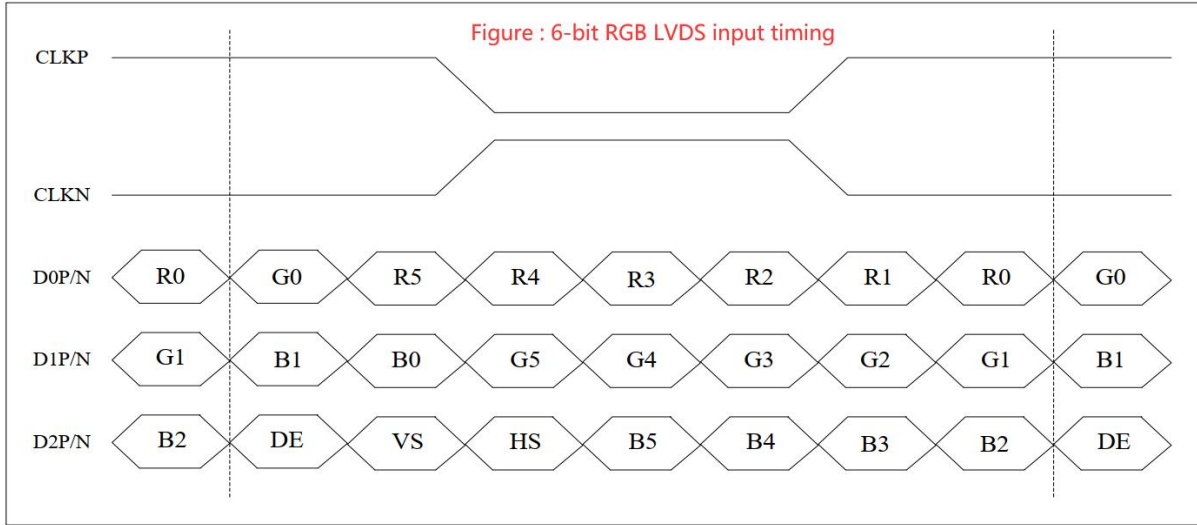 Figure : 6-bit RGB LVDS input timing
CLKP
CLKN
D0P/N R0 G0 R5 R4 R3 R2 R1 R0 G0
D1P/N G1 B1 B0 G5 G4 G3 G2 G1 B1
D2P/N B2 DE VS HS B5 B4 B3 B2 DE